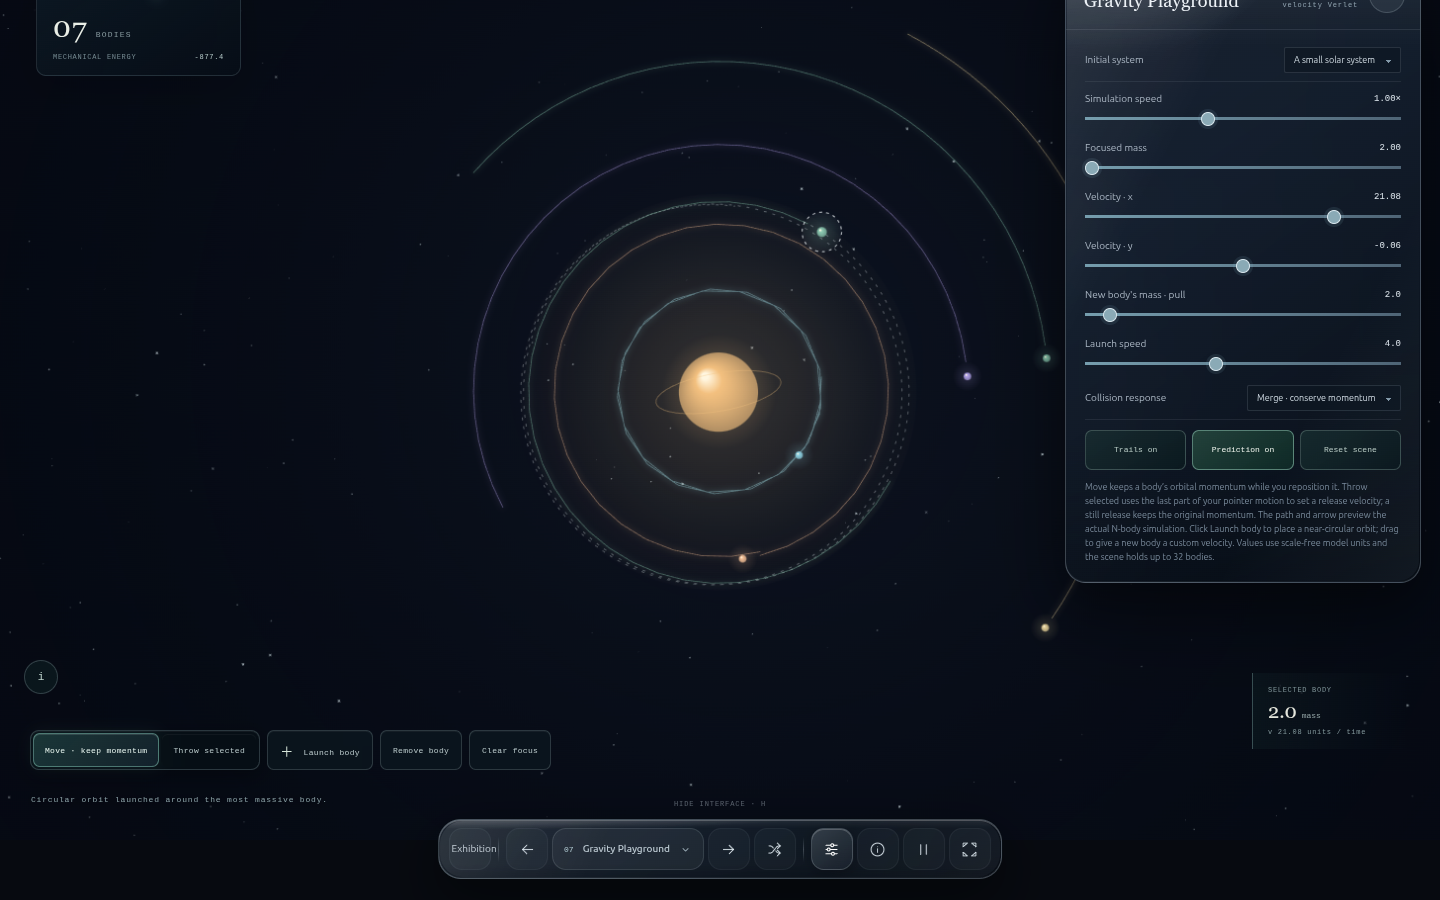 07 BODIES
MECHANICAL ENERGY -877.4
Gravity Playground velocity Verlet
Initial system A small solar system
Simulation speed 1.00×
Focused mass 2.00
Velocity · x 21.08
Velocity · y -0.06
New body's mass · pull 2.0
Launch speed 4.0
Collision response Merge · conserve momentum
Trails on Prediction on Reset scene
Move keeps a body's orbital momentum while you reposition it. Throw
selected uses the last part of your pointer motion to set a release velocity; a
still release keeps the original momentum. The path and arrow preview the
actual N-body simulation. Click Launch body to place a near-circular orbit; drag
to give a new body a custom velocity. Values use scale-free model units and
the scene holds up to 32 bodies.
i
SELECTED BODY
2.0 mass
v 21.08 units / time
Move · keep momentum Throw selected + Launch body Remove body Clear focus
Circular orbit launched around the most massive body.
HIDE INTERFACE · H
Exhibition 07 Gravity Playground